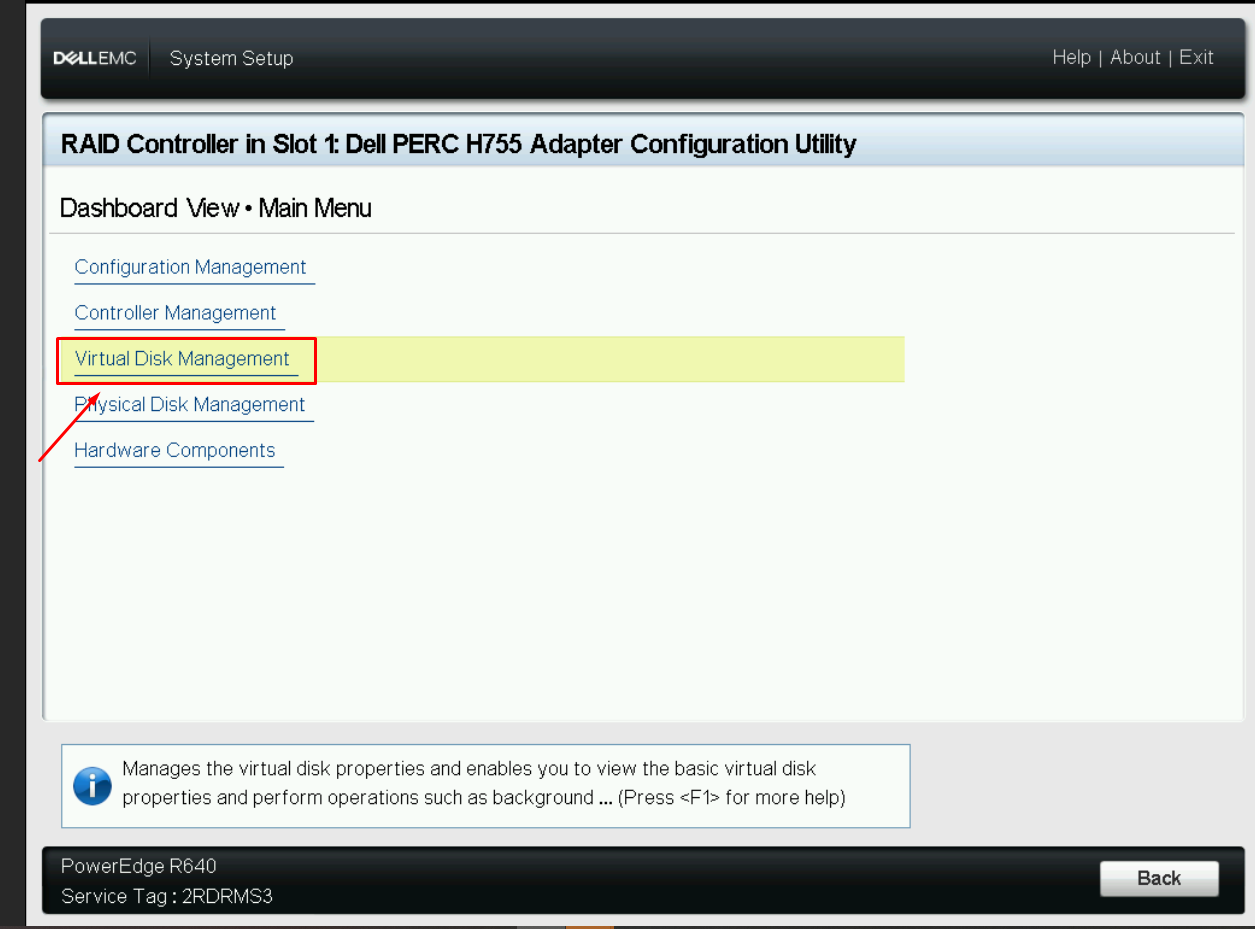 DELLEMC System Setup Help | About | Exit
RAID Controller in Slot 1: Dell PERC H755 Adapter Configuration Utility
Dashboard View • Main Menu
Configuration Management
Controller Management
Virtual Disk Management
Physical Disk Management
Hardware Components
Manages the virtual disk properties and enables you to view the basic virtual disk
properties and perform operations such as background ... (Press <F1> for more help)
PowerEdge R640
Service Tag : 2RDRMS3
Back